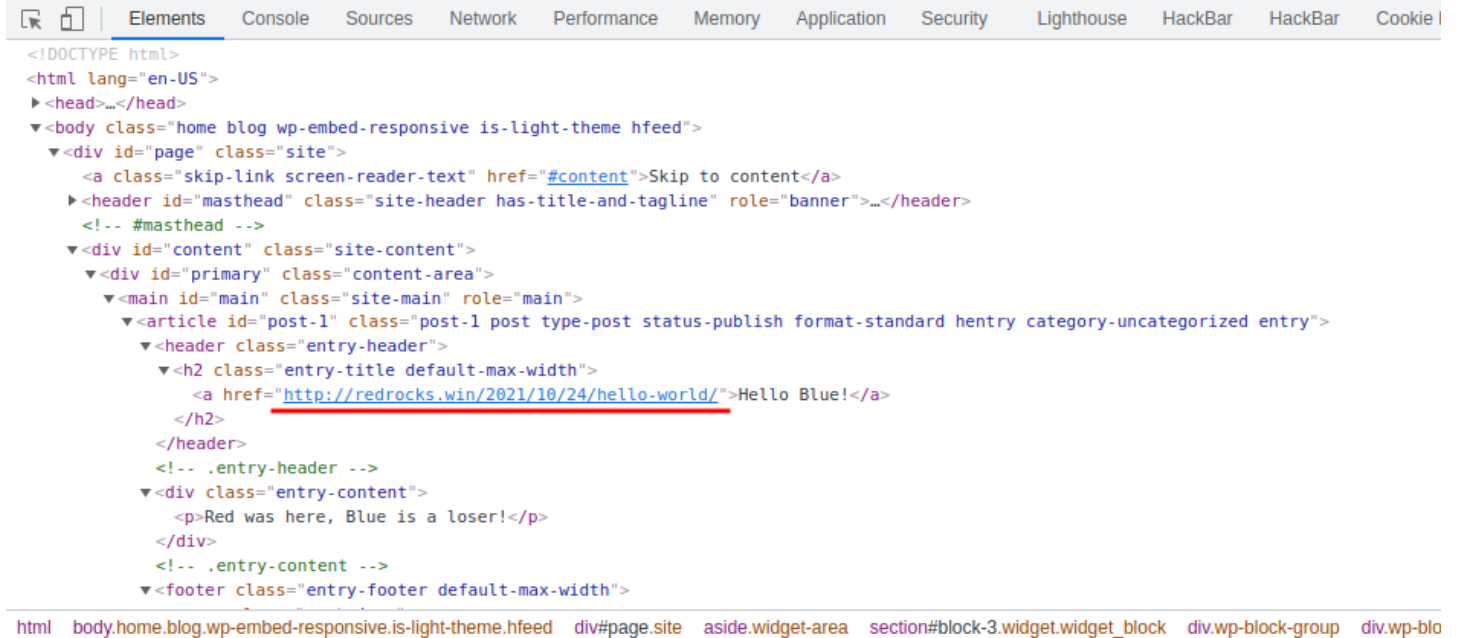 Elements Console Sources Network Performance Memory Application Security Lighthouse HackBar HackBar Cookie
<!DOCTYPE html>
<html lang="en-US">
▶<head>…</head>
▼<body class="home blog wp-embed-responsive is-light-theme hfeed">
▼<div id="page" class="site">
<a class="skip-link screen-reader-text" href="#content">Skip to content</a>
▶<header id="masthead" class="site-header has-title-and-tagline" role="banner">…</header>
<!-- #masthead -->
▼<div id="content" class="site-content">
▼<div id="primary" class="content-area">
▼<main id="main" class="site-main" role="main">
▼<article id="post-1" class="post-1 post type-post status-publish format-standard hentry category-uncategorized entry">
▼<header class="entry-header">
▼<h2 class="entry-title default-max-width">
<a href="http://redrocks.win/2021/10/24/hello-world/">Hello Blue!</a>
</h2>
</header>
<!-- .entry-header -->
▼<div class="entry-content">
<p>Red was here, Blue is a loser!</p>
</div>
<!-- .entry-content -->
▼<footer class="entry-footer default-max-width">
html body.home.blog.wp-embed-responsive.is-light-theme.hfeed div#page.site aside.widget-area section#block-3.widget.widget_block div.wp-block-group div.wp-blo